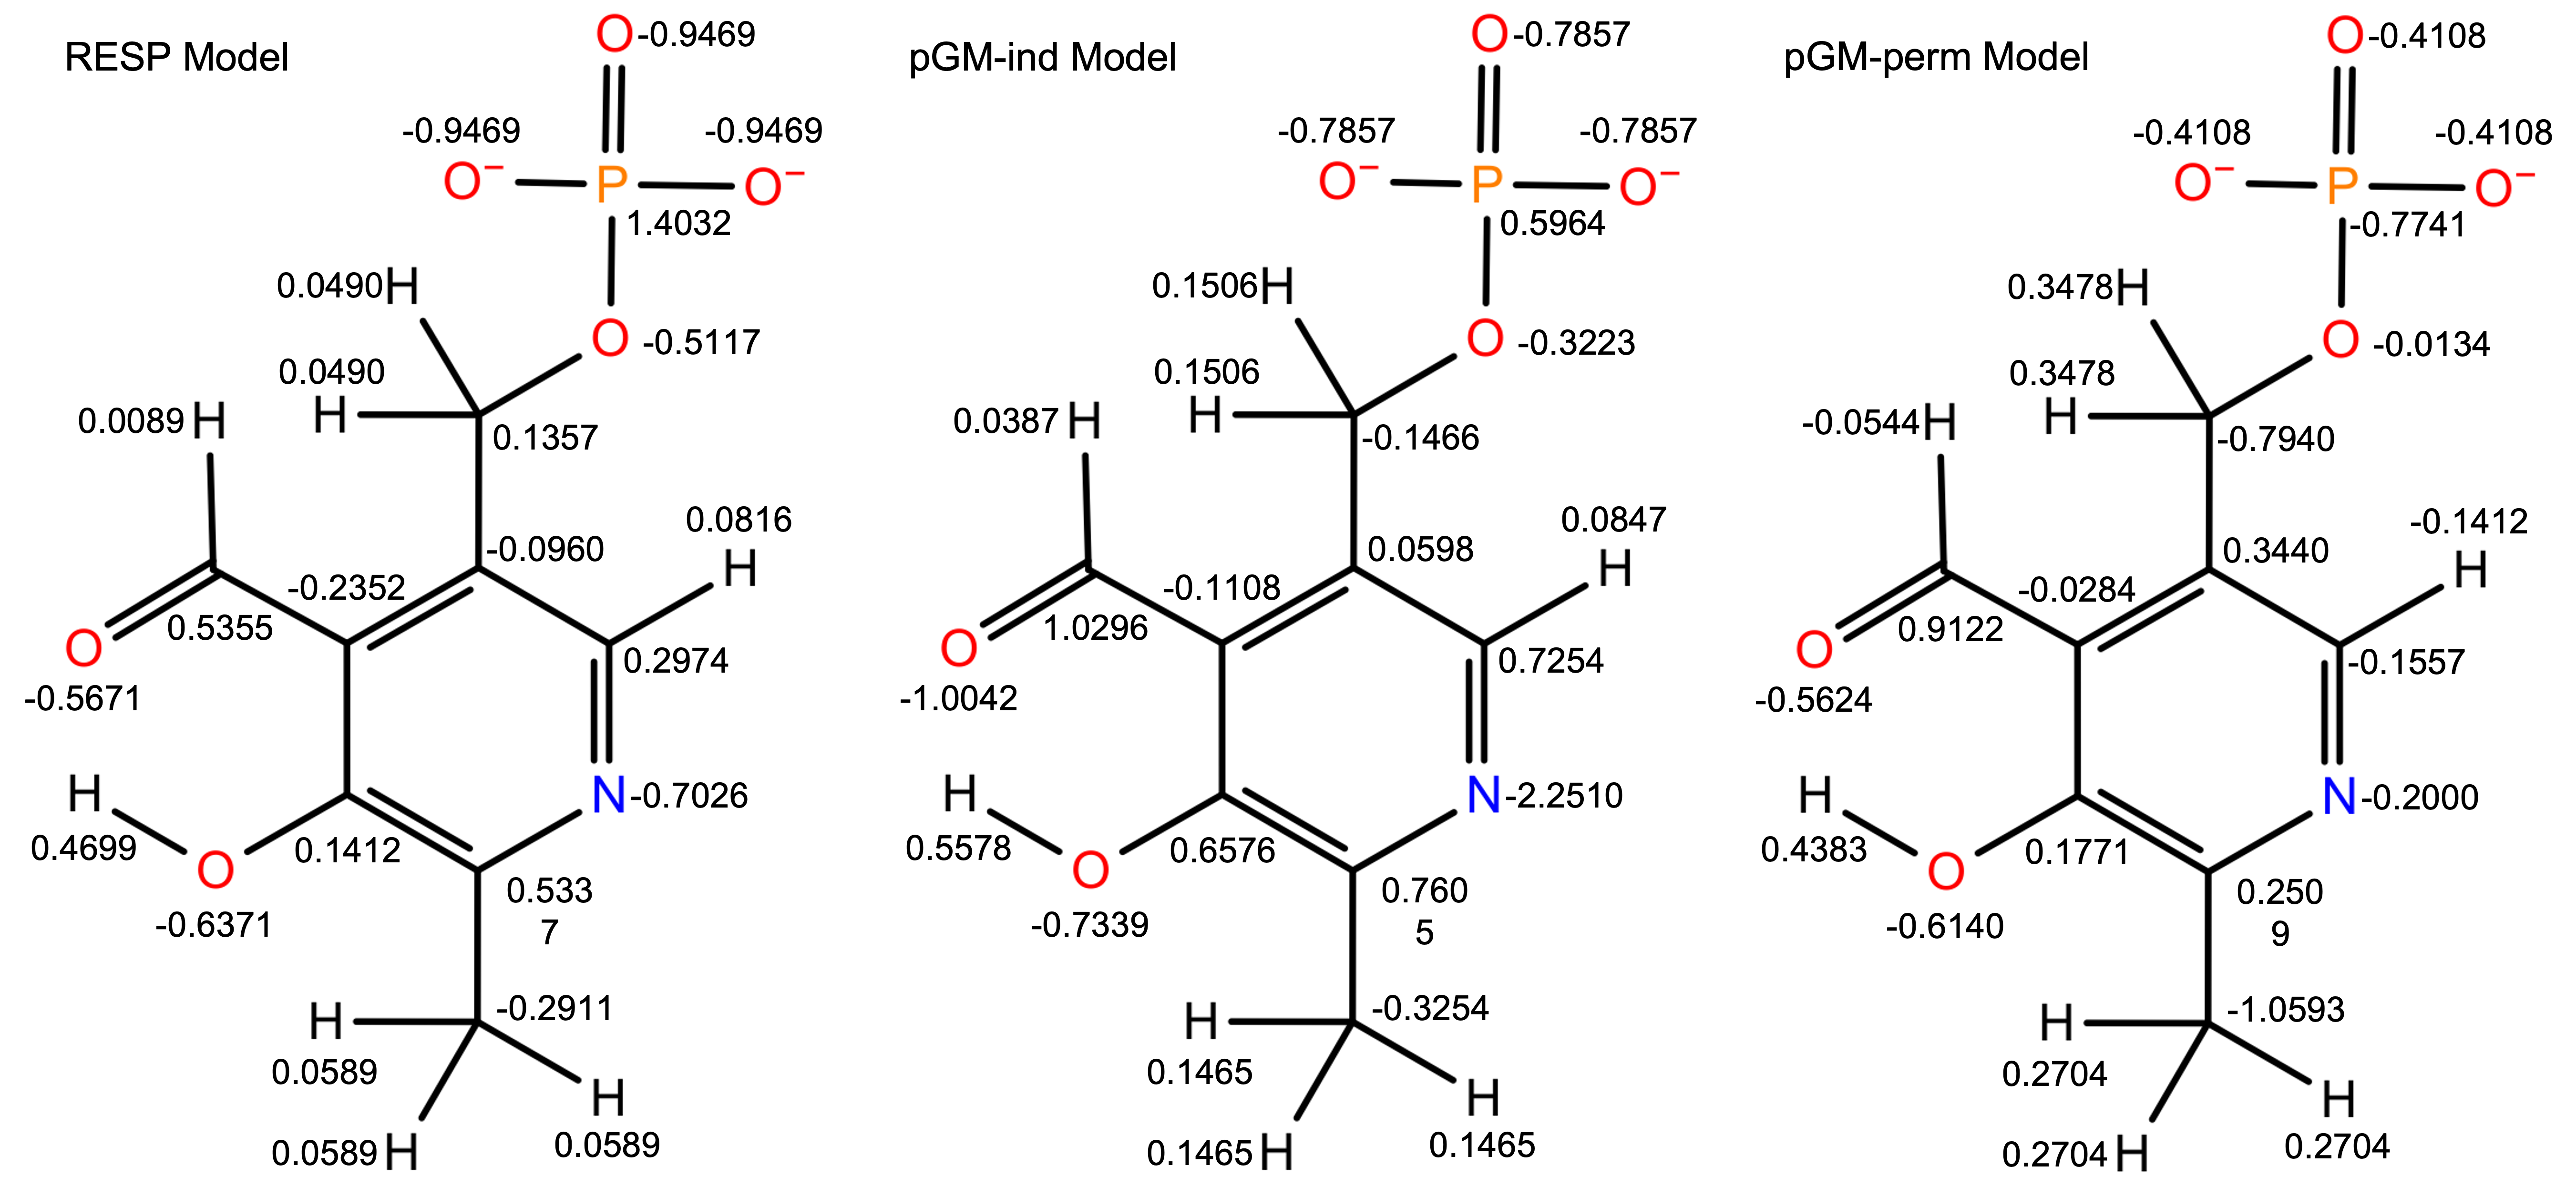 RESP Model
O -0.9469
-0.9469 -0.9469
O⁻ P O⁻
1.4032
0.0490 H
O -0.5117
0.0490
H
0.1357
0.0089 H
0.0816
H
-0.0960
-0.2352
0.5355
O
-0.5671
0.2974
N -0.7026
H
0.4699
O
-0.6371
0.1412
0.533
7
-0.2911
H
0.0589
H
0.0589
0.0589 H
pGM-ind Model
O -0.7857
-0.7857 -0.7857
O⁻ P O⁻
0.5964
0.1506 H
O -0.3223
0.1506
H
-0.1466
0.0387 H
0.0847
H
0.0598
-0.1108
1.0296
O
-1.0042
0.7254
N -2.2510
H
0.5578
O
-0.7339
0.6576
0.760
5
-0.3254
H
0.1465
H
0.1465
0.1465 H
pGM-perm Model
O -0.4108
-0.4108 -0.4108
O⁻ P O⁻
-0.7741
0.3478 H
O -0.0134
0.3478
H
-0.7940
-0.0544 H
-0.1412
H
0.3440
-0.0284
0.9122
O
-0.5624
-0.1557
N -0.2000
H
0.4383
O
-0.6140
0.1771
0.250
9
-1.0593
H
0.2704
H
0.2704
0.2704 H